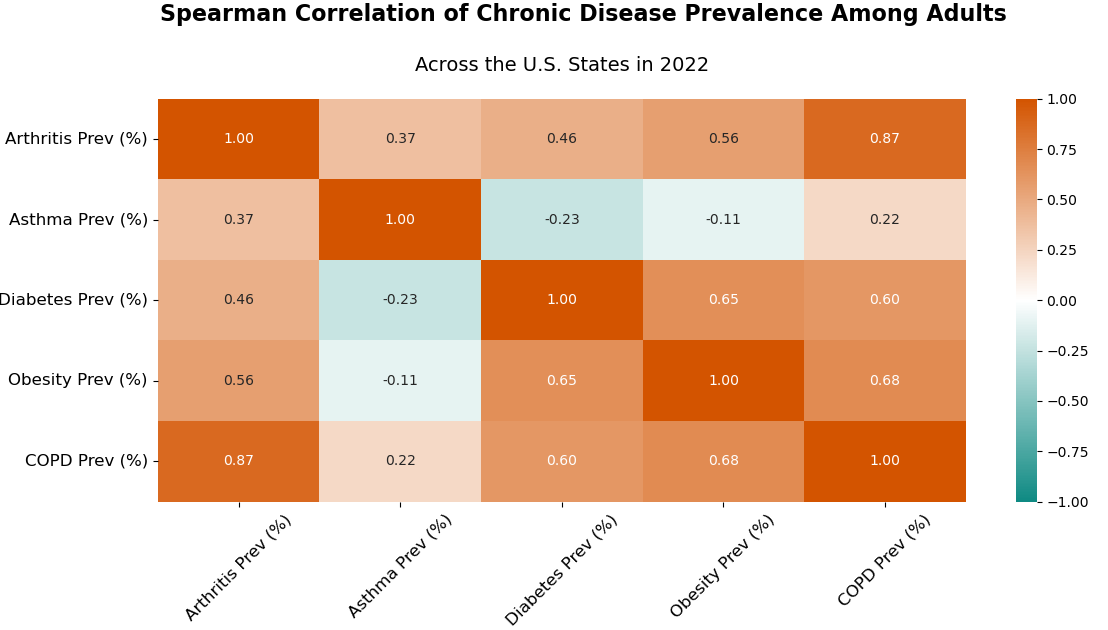 Spearman Correlation of Chronic Disease Prevalence Among Adults
Across the U.S. States in 2022
Arthritis Prev (%)
1.00 0.37 0.46 0.56 0.87
Asthma Prev (%)
0.37 1.00 -0.23 -0.11 0.22
Diabetes Prev (%)
0.46 -0.23 1.00 0.65 0.60
Obesity Prev (%)
0.56 -0.11 0.65 1.00 0.68
COPD Prev (%)
0.87 0.22 0.60 0.68 1.00
Arthritis Prev (%)
Asthma Prev (%)
Diabetes Prev (%)
Obesity Prev (%)
COPD Prev (%)
1.00
0.75
0.50
0.25
0.00
−0.25
−0.50
−0.75
−1.00